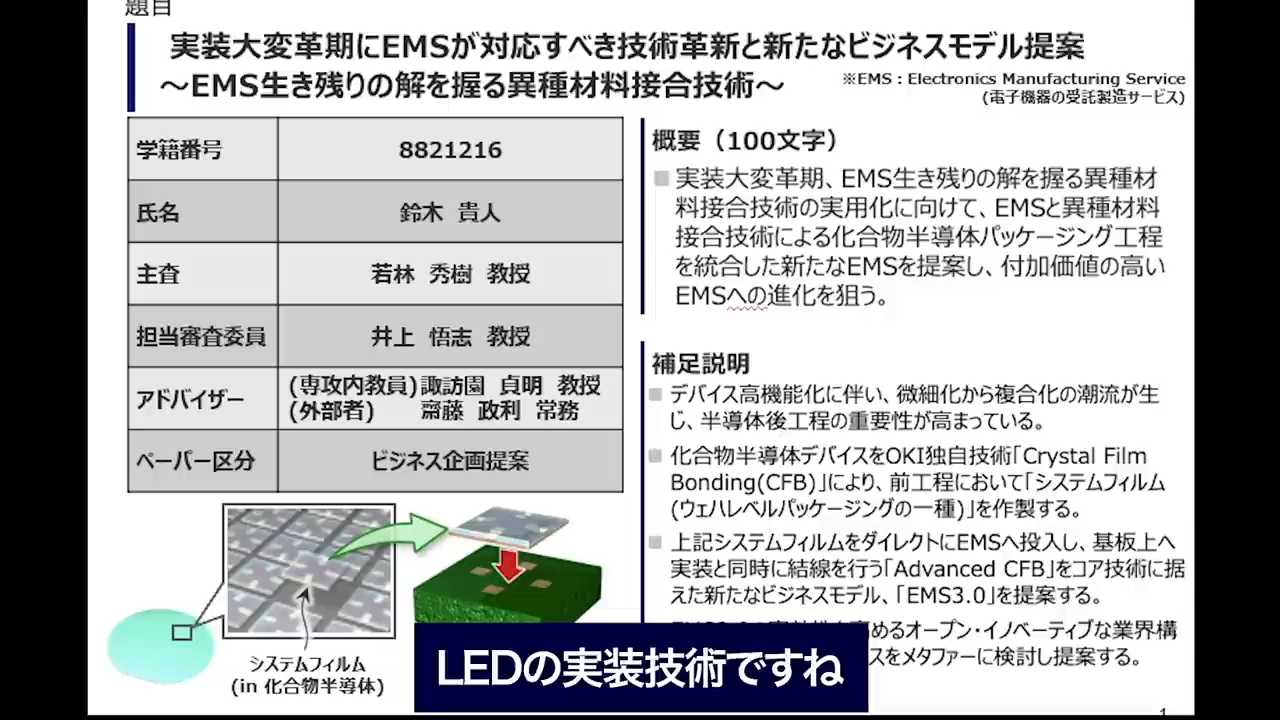 題目
実装大変革期にEMSが対応すべき技術革新と新たなビジネスモデル提案
～EMS生き残りの解を握る異種材料接合技術～
※EMS：Electronics Manufacturing Service
(電子機器の受託製造サービス)
学籍番号 8821216
氏名 鈴木 貴人
主査 若林 秀樹 教授
担当審査委員 井上 悟志 教授
アドバイザー (専攻内教員)諏訪園 貞明 教授
(外部者) 齋藤 政利 常務
ペーパー区分 ビジネス企画提案
システムフィルム
(in 化合物半導体)
概要（100文字）
実装大変革期、EMS生き残りの解を握る異種材
料接合技術の実用化に向けて、EMSと異種材料
接合技術による化合物半導体パッケージング工程
を統合した新たなEMSを提案し、付加価値の高い
EMSへの進化を狙う。
補足説明
デバイス高機能化に伴い、微細化から複合化の潮流が生
じ、半導体後工程の重要性が高まっている。
化合物半導体デバイスをOKI独自技術「Crystal Film
Bonding(CFB)」により、前工程において「システムフィルム
(ウェハレベルパッケージングの一種)」を作製する。
上記システムフィルムをダイレクトにEMSへ投入し、基板上へ
実装と同時に結線を行う「Advanced CFB」をコア技術に据
えた新たなビジネスモデル、「EMS3.0」を提案する。
めるオープン・イノベーティブな業界構
スをメタファーに検討し提案する。
LEDの実装技術ですね